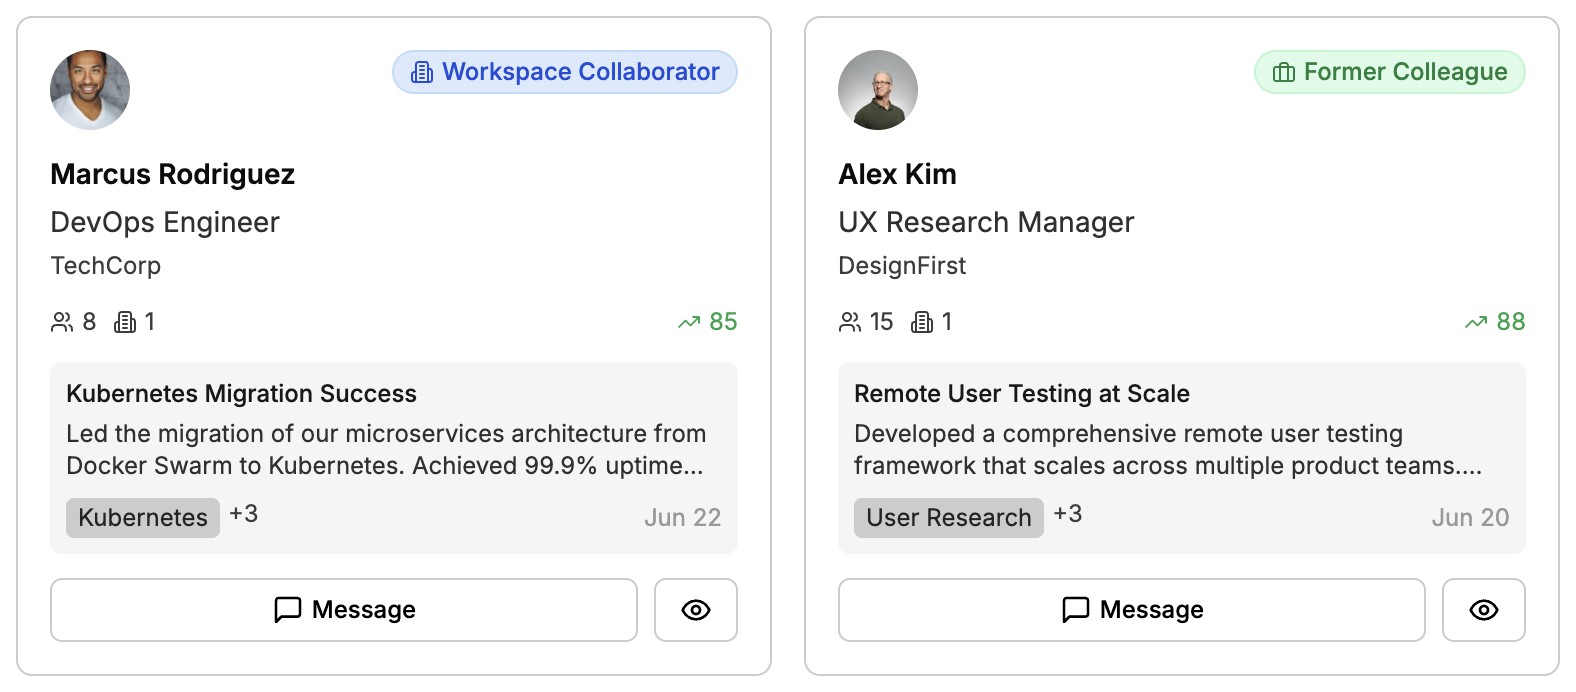 Workspace Collaborator
Marcus Rodriguez
DevOps Engineer
TechCorp
8 1 85
Kubernetes Migration Success
Led the migration of our microservices architecture from
Docker Swarm to Kubernetes. Achieved 99.9% uptime...
Kubernetes +3 Jun 22
Message
Former Colleague
Alex Kim
UX Research Manager
DesignFirst
15 1 88
Remote User Testing at Scale
Developed a comprehensive remote user testing
framework that scales across multiple product teams....
User Research +3 Jun 20
Message